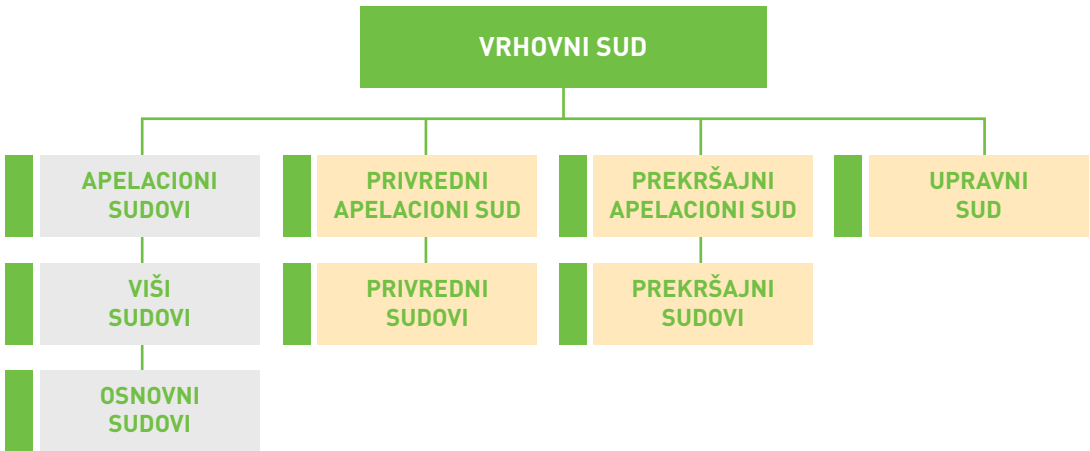 VRHOVNI SUD
APELACIONI
SUDOVI
PRIVREDNI
APELACIONI SUD
PREKRŠAJNI
APELACIONI SUD
UPRAVNI
SUD
VIŠI
SUDOVI
PRIVREDNI
SUDOVI
PREKRŠAJNI
SUDOVI
OSNOVNI
SUDOVI